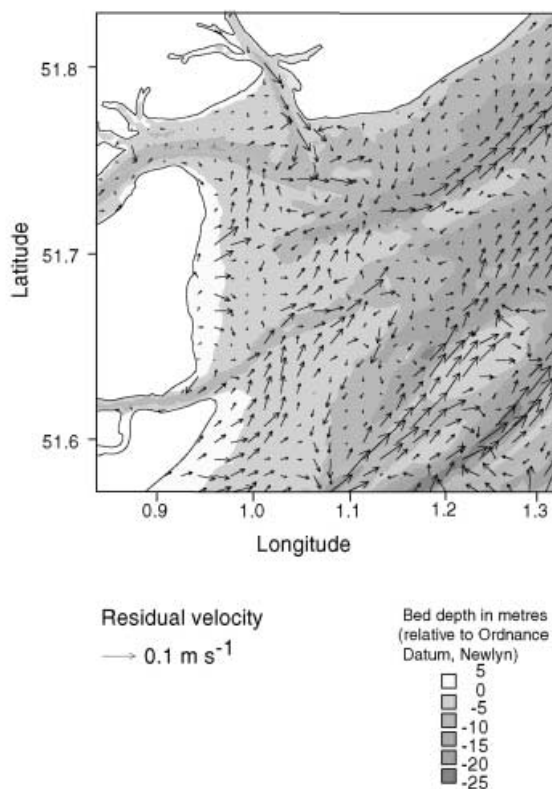 51.8
51.7
51.6
Latitude
0.9 1.0 1.1 1.2 1.3
Longitude
Residual velocity
0.1 m s-1
Bed depth in metres
(relative to Ordnance
Datum, Newlyn)
5
0
-5
-10
-15
-20
-25